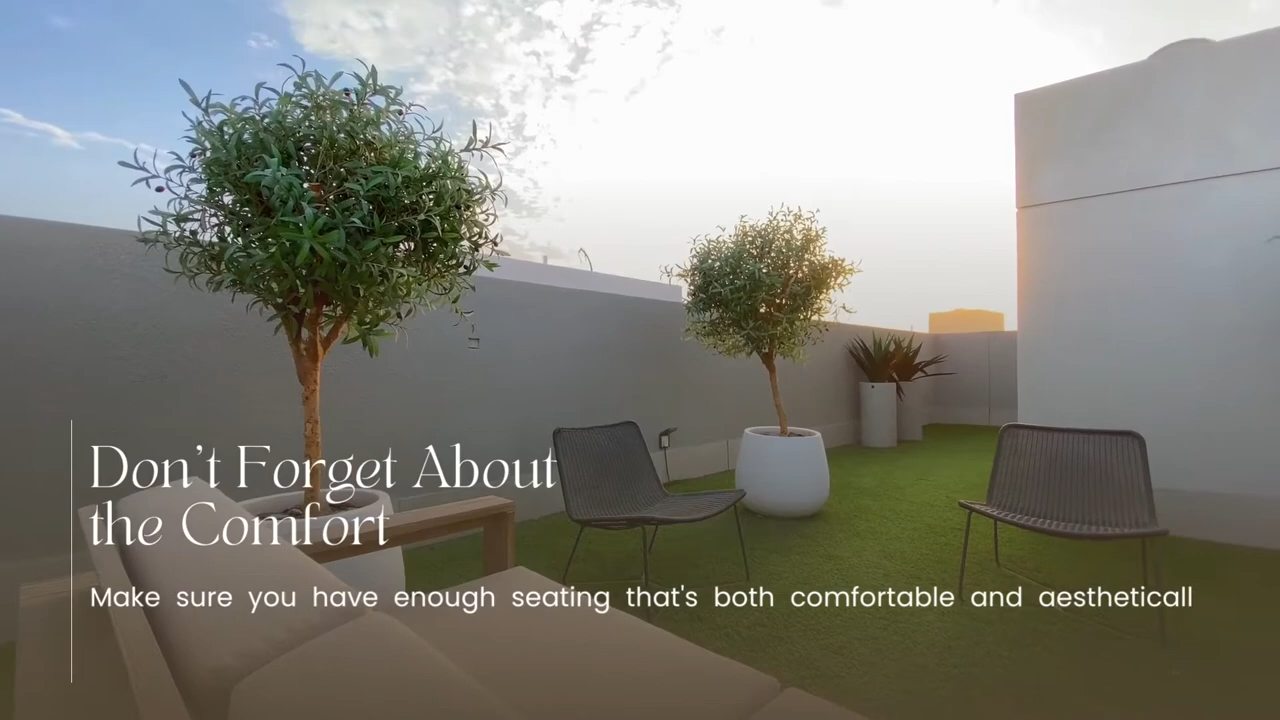 Don't Forget About
the Comfort
Make sure you have enough seating that's both comfortable and aestheticall